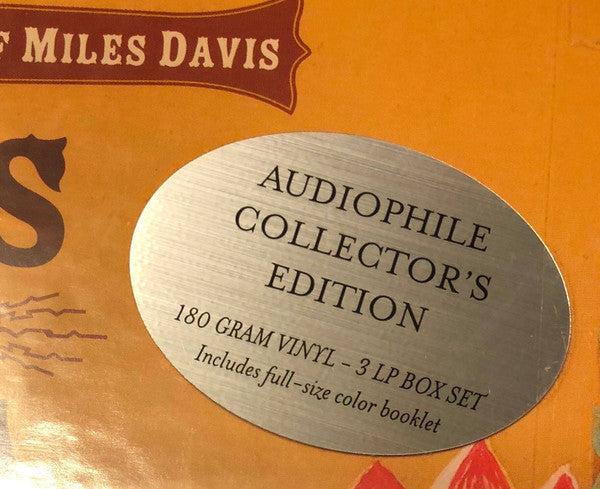 MILES DAVIS
S
AUDIOPHILE
COLLECTOR'S
EDITION
180 GRAM VINYL - 3 LP BOX SET
Includes full-size color booklet